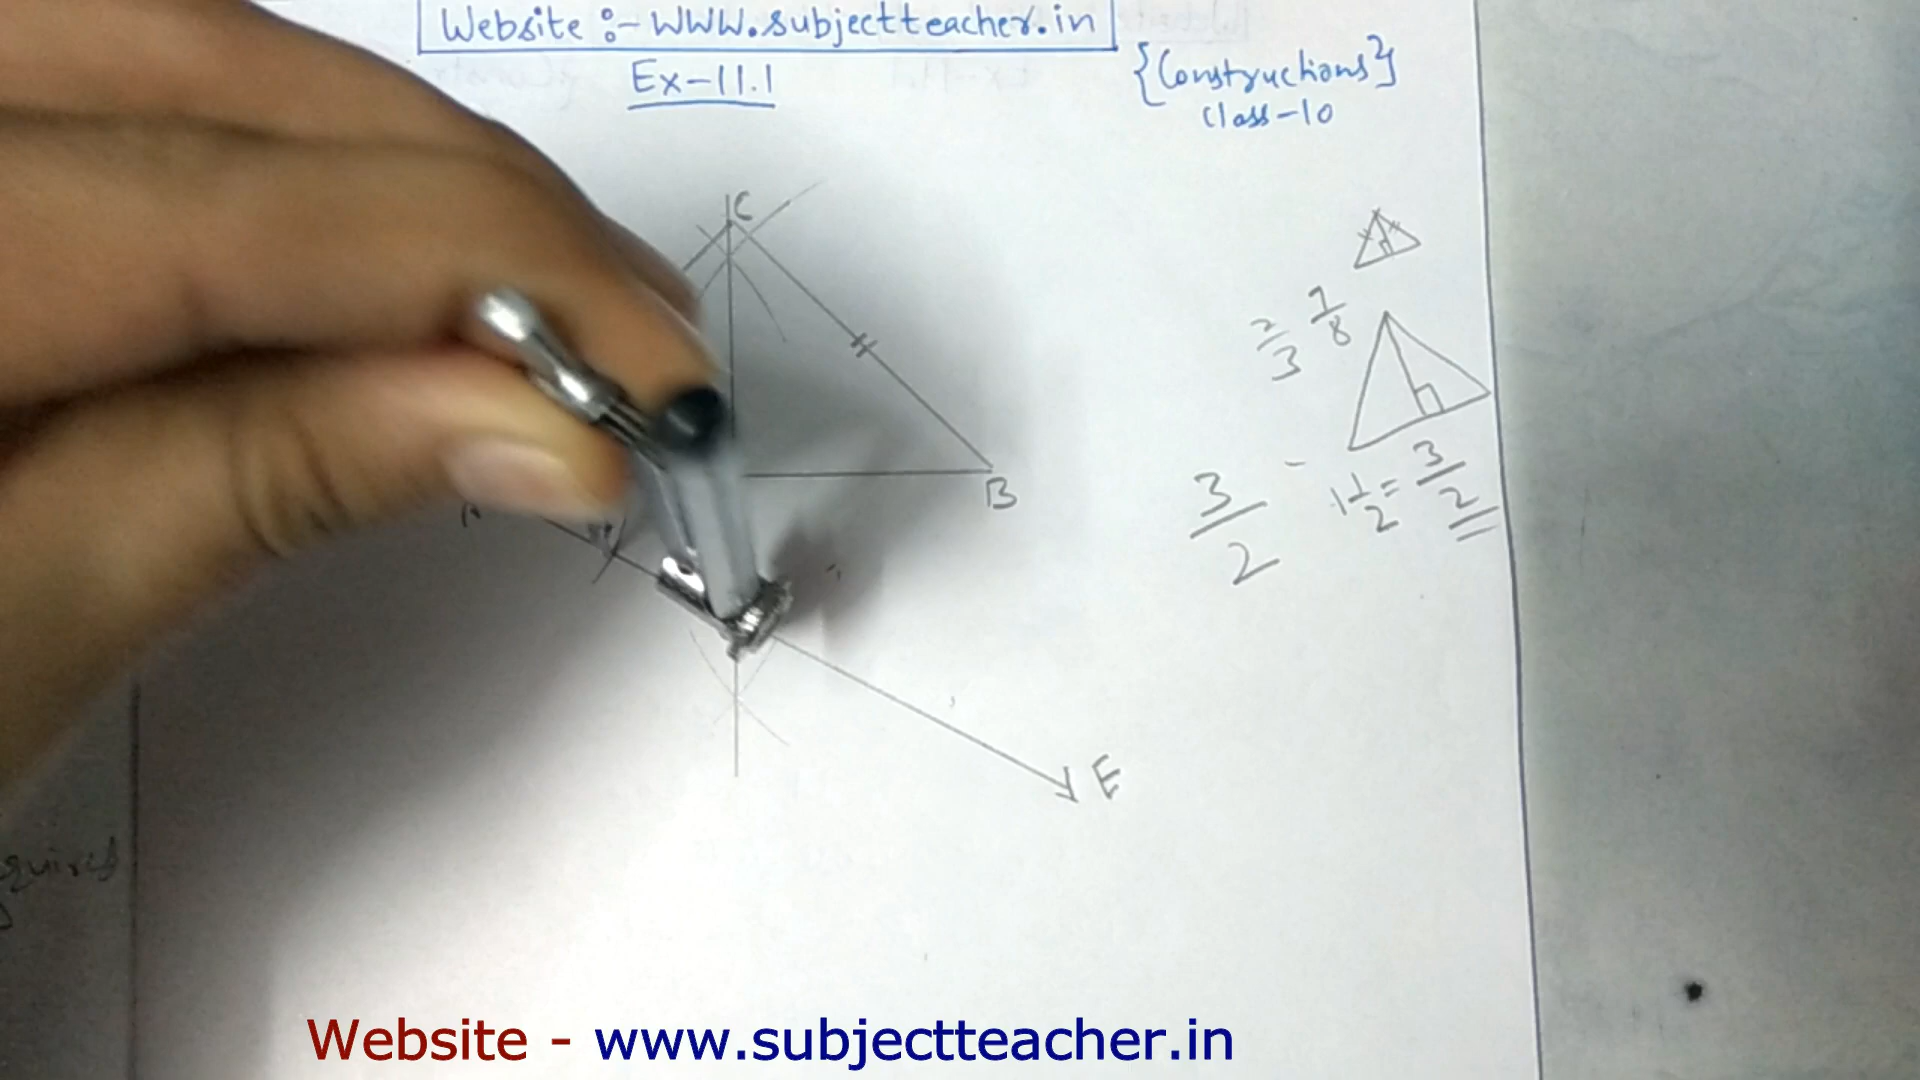 Website :- WWW.subjectteacher.in
Ex-11.1
{Constructions}
Class-10
C
B
E
2/3
7/8
3/2
1 1/2 = 3/2
Website - www.subjectteacher.in